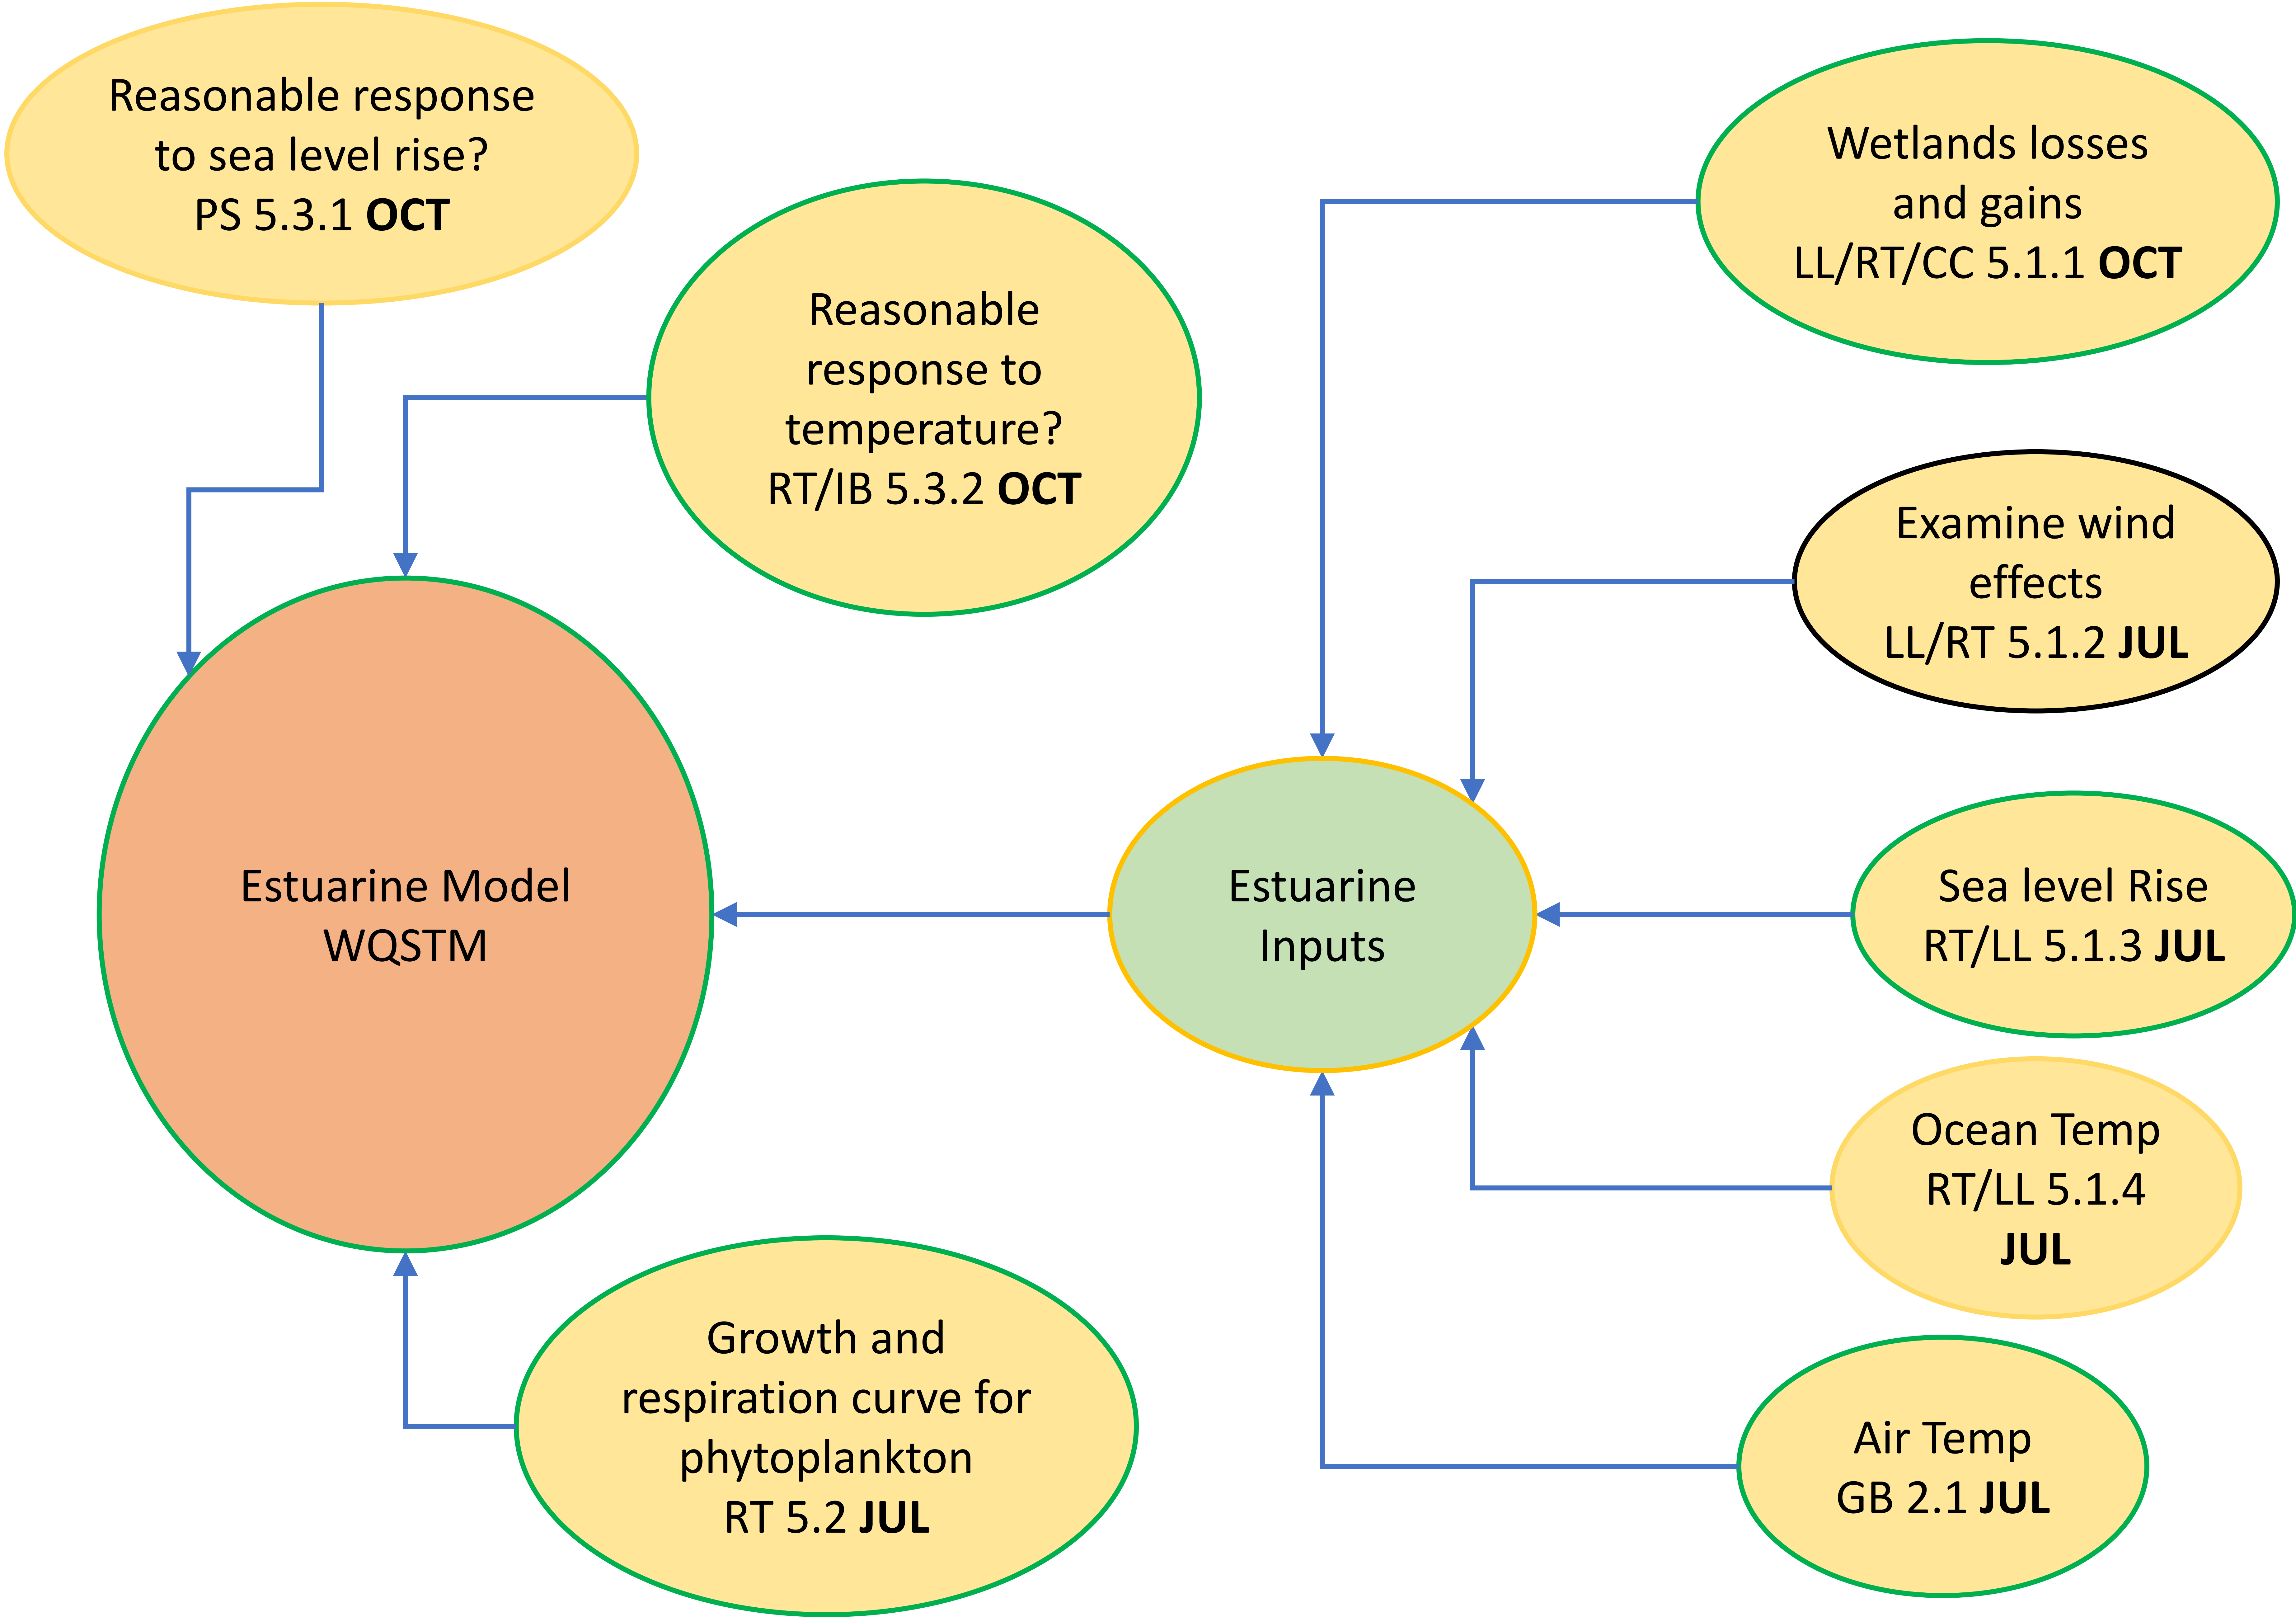 Reasonable response
to sea level rise?
PS 5.3.1 OCT
Reasonable
response to
temperature?
RT/IB 5.3.2 OCT
Wetlands losses
and gains
LL/RT/CC 5.1.1 OCT
Examine wind
effects
LL/RT 5.1.2 JUL
Estuarine Model
WQSTM
Estuarine
Inputs
Sea level Rise
RT/LL 5.1.3 JUL
Ocean Temp
RT/LL 5.1.4
JUL
Growth and
respiration curve for
phytoplankton
RT 5.2 JUL
Air Temp
GB 2.1 JUL